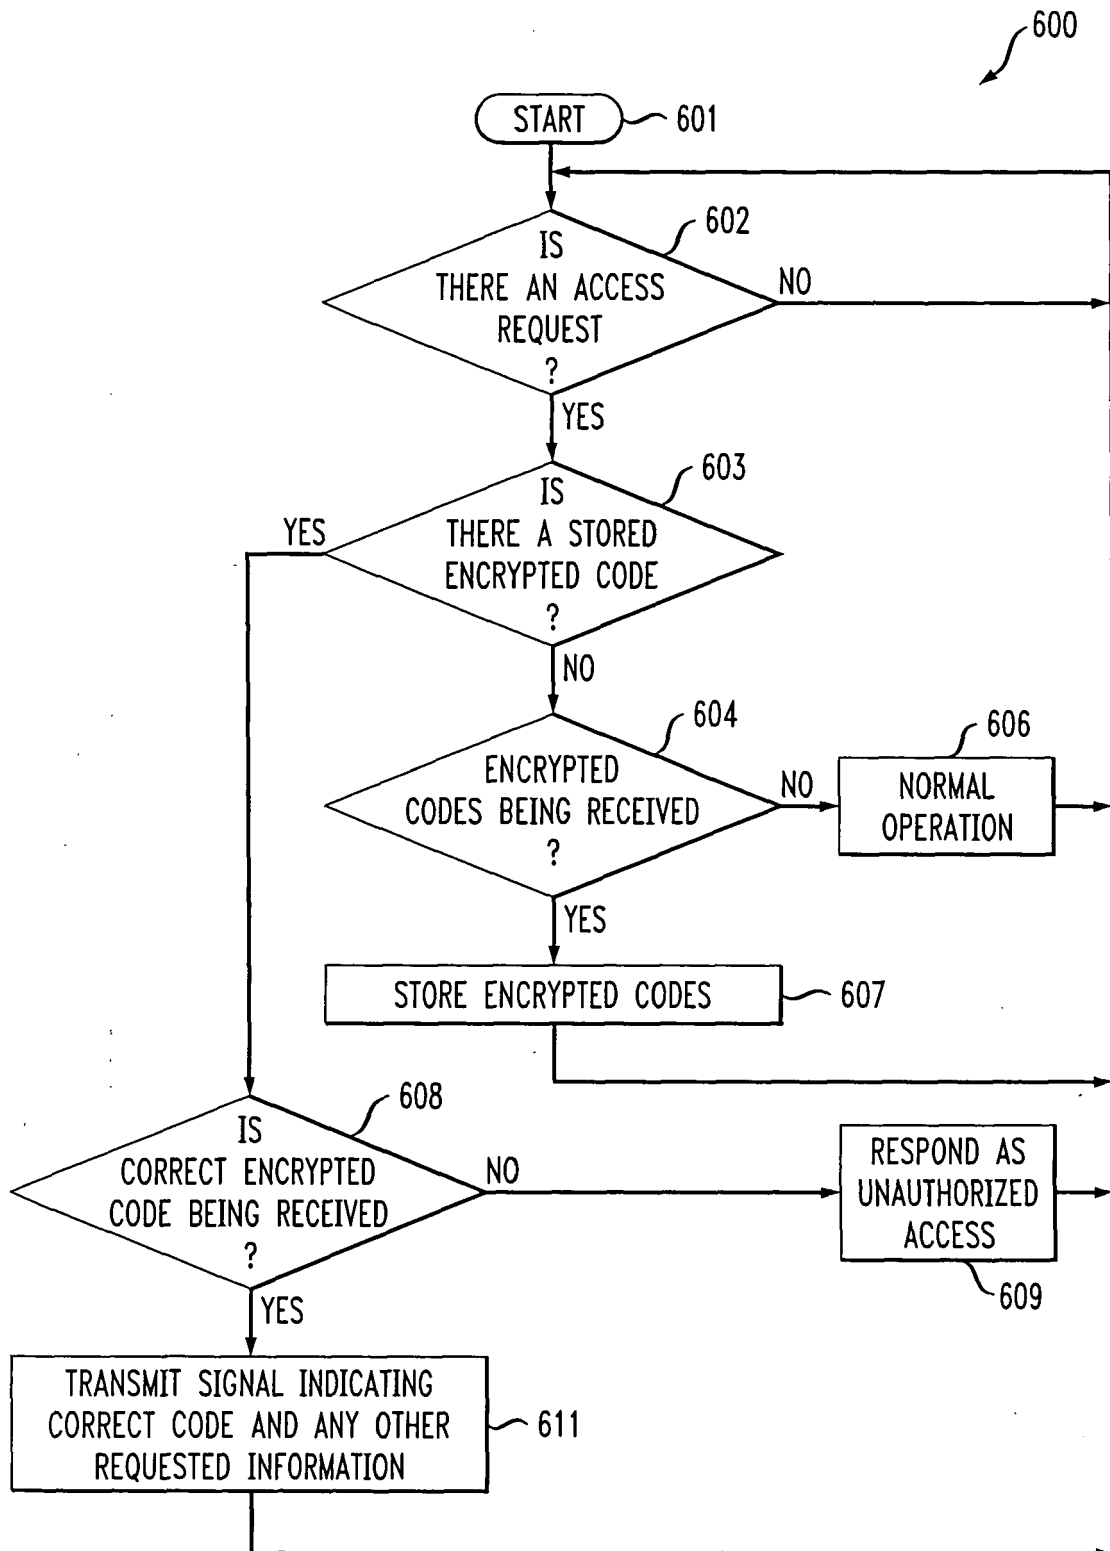 600
START
601
602
IS
THERE AN ACCESS
REQUEST
?
NO
YES
603
IS
THERE A STORED
ENCRYPTED CODE
?
YES
NO
604
ENCRYPTED
CODES BEING RECEIVED
?
NO
606
NORMAL
OPERATION
YES
STORE ENCRYPTED CODES
607
608
IS
CORRECT ENCRYPTED
CODE BEING RECEIVED
?
NO
RESPOND AS
UNAUTHORIZED
ACCESS
609
YES
TRANSMIT SIGNAL INDICATING
CORRECT CODE AND ANY OTHER
REQUESTED INFORMATION
611